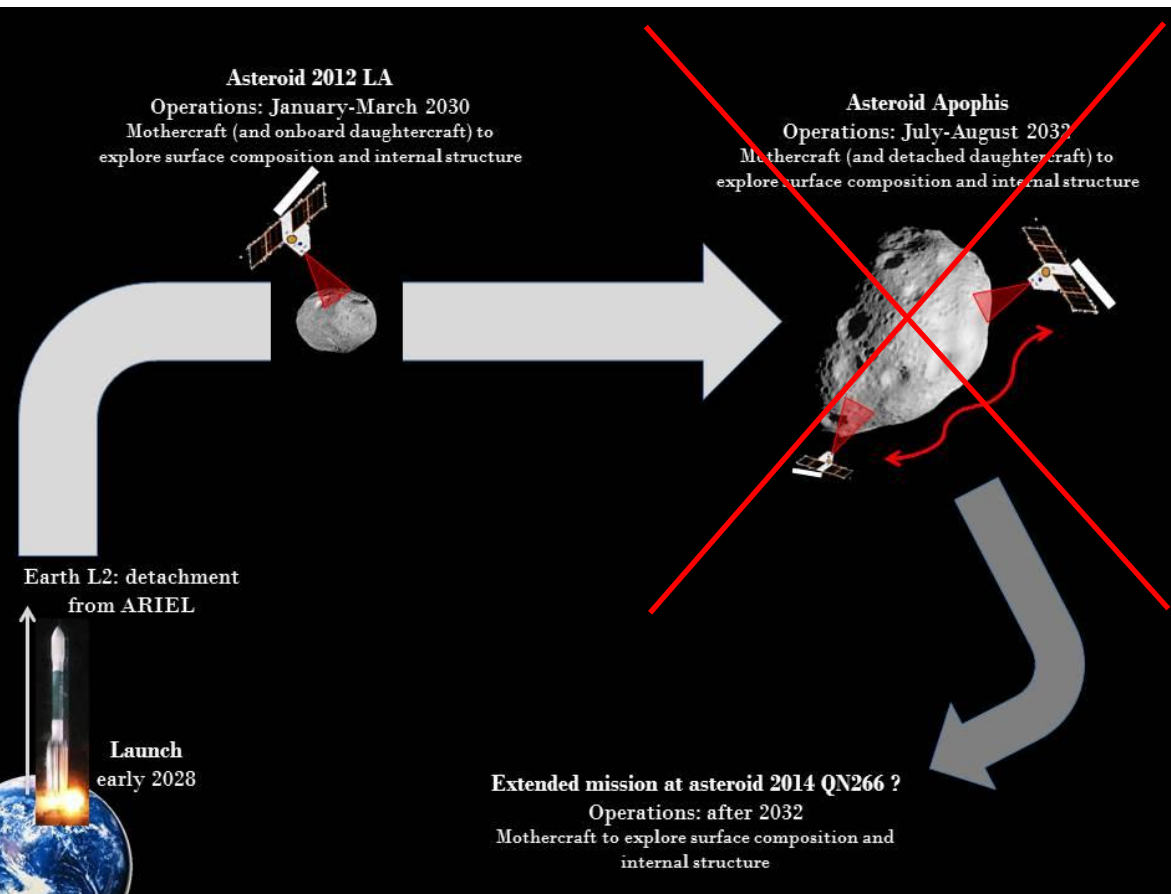 Asteroid 2012 LA
Operations: January-March 2030
Mothercraft (and onboard daughtercraft) to
explore surface composition and internal structure
Asteroid Apophis
Operations: July-August 2032
Mothercraft (and detached daughtercraft) to
explore surface composition and internal structure
Earth L2: detachment
from ARIEL
Launch
early 2028
Extended mission at asteroid 2014 QN266 ?
Operations: after 2032
Mothercraft to explore surface composition and
internal structure